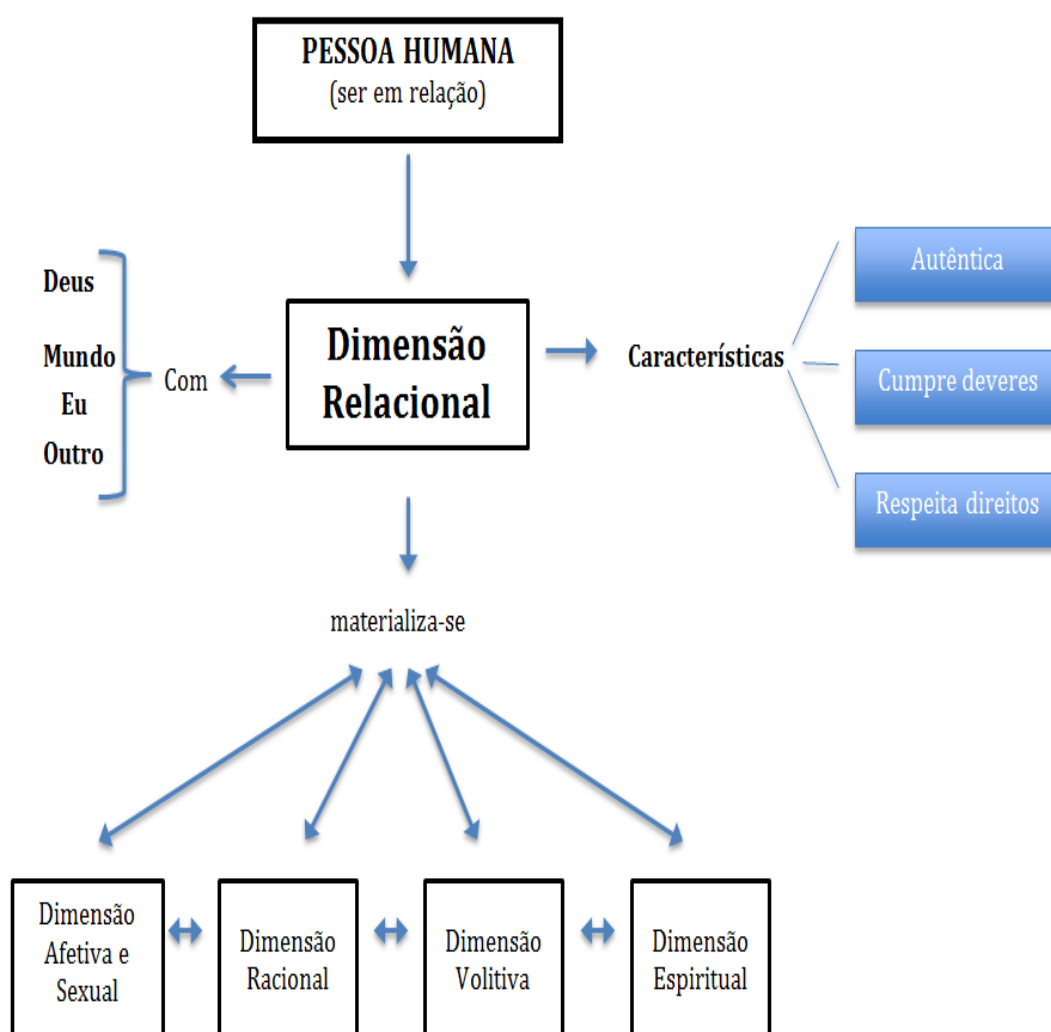 PESSOA HUMANA
(ser em relação)
Deus
Mundo
Eu
Outro
Com
Dimensão
Relacional
Características
Autêntica
Cumpre deveres
Respeita direitos
materializa-se
Dimensão
Afetiva e
Sexual
Dimensão
Racional
Dimensão
Volitiva
Dimensão
Espiritual